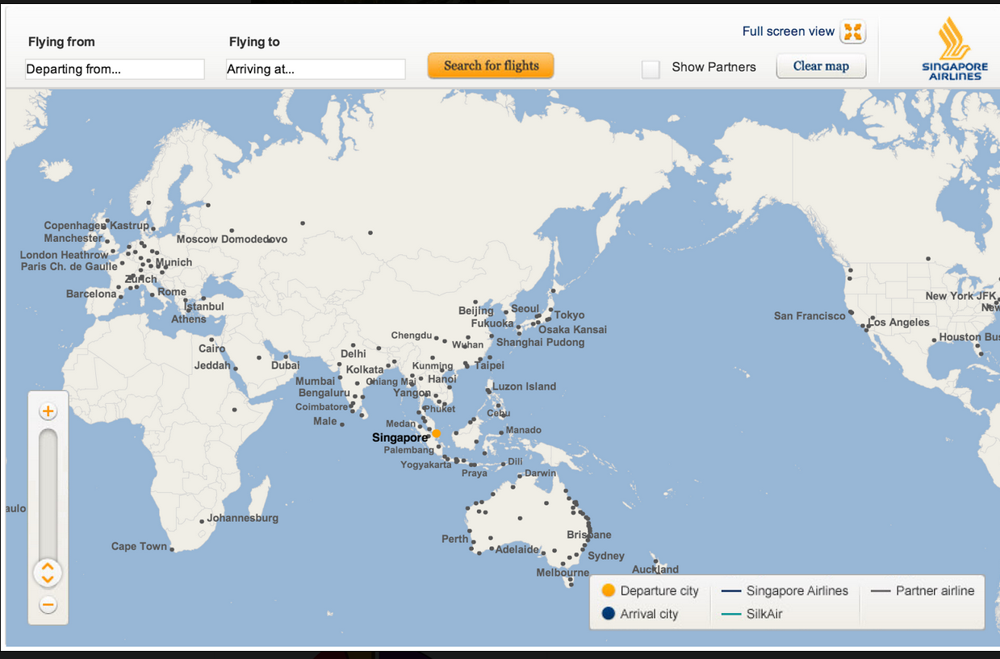 Flying from
Flying to
Full screen view
Departing from...
Arriving at...
Search for flights
Show Partners
Clear map
SINGAPORE
AIRLINES
Copenhagen Kastrup
Manchester
Moscow Domodedovo
London Heathrow
Paris Ch. de Gaulle
Munich
Zurich
Barcelona
Rome
Istanbul
Athens
Beijing
Seoul
Tokyo
Fukuoka
Osaka Kansai
Chengdu
Wuhan
Shanghai Pudong
New York JFK
New
San Francisco
Los Angeles
Houston Bus
Cairo
Jeddah
Dubai
Delhi
Kolkata
Kunming
Taipei
Mumbai
Chiang Mai
Hanoi
Bengaluru
Yangon
Luzon Island
Coimbatore
Phuket
Cebu
Male
Medan
Manado
Singapore
Palembang
Yogyakarta
Dili
Praya
Darwin
aulo
Johannesburg
Cape Town
Perth
Brisbane
Adelaide
Sydney
Melbourne
Auckland
Departure city
Singapore Airlines
Partner airline
Arrival city
SilkAir